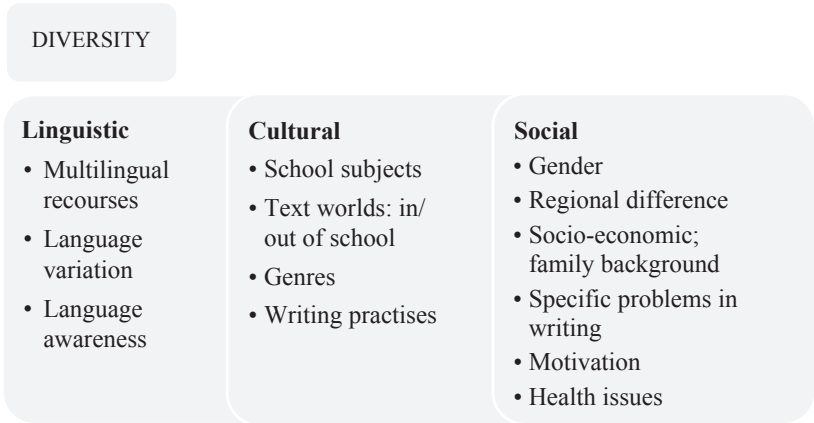 DIVERSITY
Linguistic
• Multilingual
recourses
• Language
variation
• Language
awareness
Cultural
• School subjects
• Text worlds: in/
out of school
• Genres
• Writing practises
Social
• Gender
• Regional difference
• Socio-economic;
family background
• Specific problems in
writing
• Motivation
• Health issues